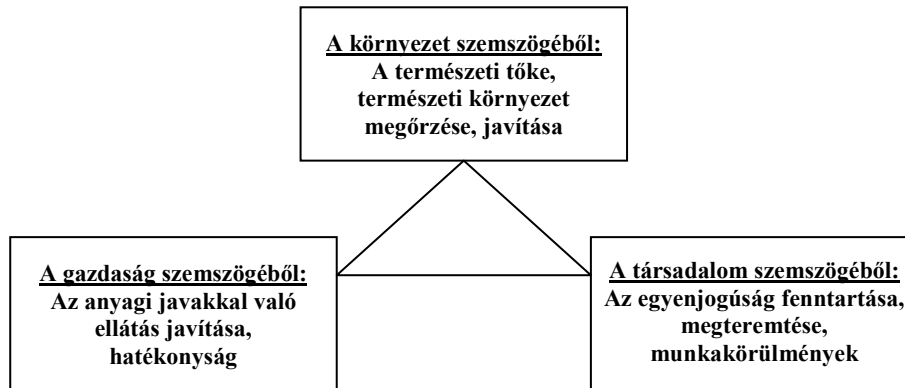 A környezet szemszögéből:
A természeti tőke,
természeti környezet
megőrzése, javítása
A gazdaság szemszögéből:
Az anyagi javakkal való
ellátás javítása,
hatékonyság
A társadalom szemszögéből:
Az egyenjogúság fenntartása,
megteremtése,
munkakörülmények